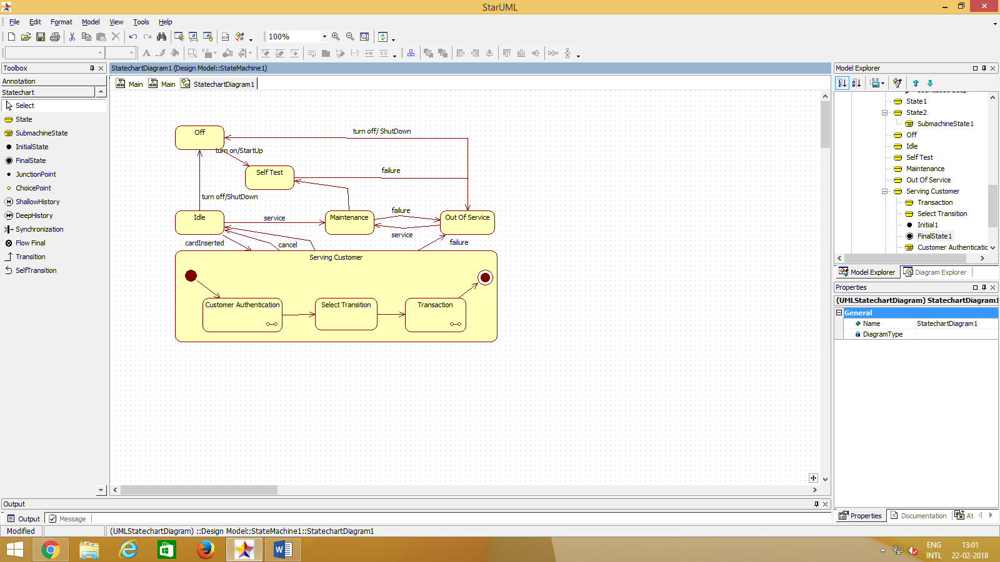 StarUML
File Edit Format Model View Tools Help
100%
Toolbox
Annotation
Statechart
Select
State
SubmachineState
InitialState
FinalState
JunctionPoint
ChoicePoint
ShallowHistory
DeepHistory
Synchronization
Flow Final
Transition
SelfTransition
StatechartDiagram1 (Design Model::StateMachine1)
Main Main StatechartDiagram1
Off
turn off/ ShutDown
turn on/StartUp
Self Test
failure
turn off/ShutDown
Idle
service
Maintenance
failure
service
Out Of Service
cardInserted
cancel
failure
Serving Customer
Customer Authentication
Select Transition
Transaction
Model Explorer
State1
State2
SubmachineState1
Off
Idle
Self Test
Maintenance
Out Of Service
Serving Customer
Transaction
Select Transition
Initial1
FinalState1
Customer Authenticatic
Model Explorer Diagram Explorer
Properties
(UMLStatechartDiagram) StatechartDiagram1
General
Name StatechartDiagram1
DiagramType
Properties Documentation At
Output
Output Message
Modified
(UMLStatechartDiagram) ::Design Model::StateMachine1::StatechartDiagram1
ENG 13:01
INTL 22-02-2018